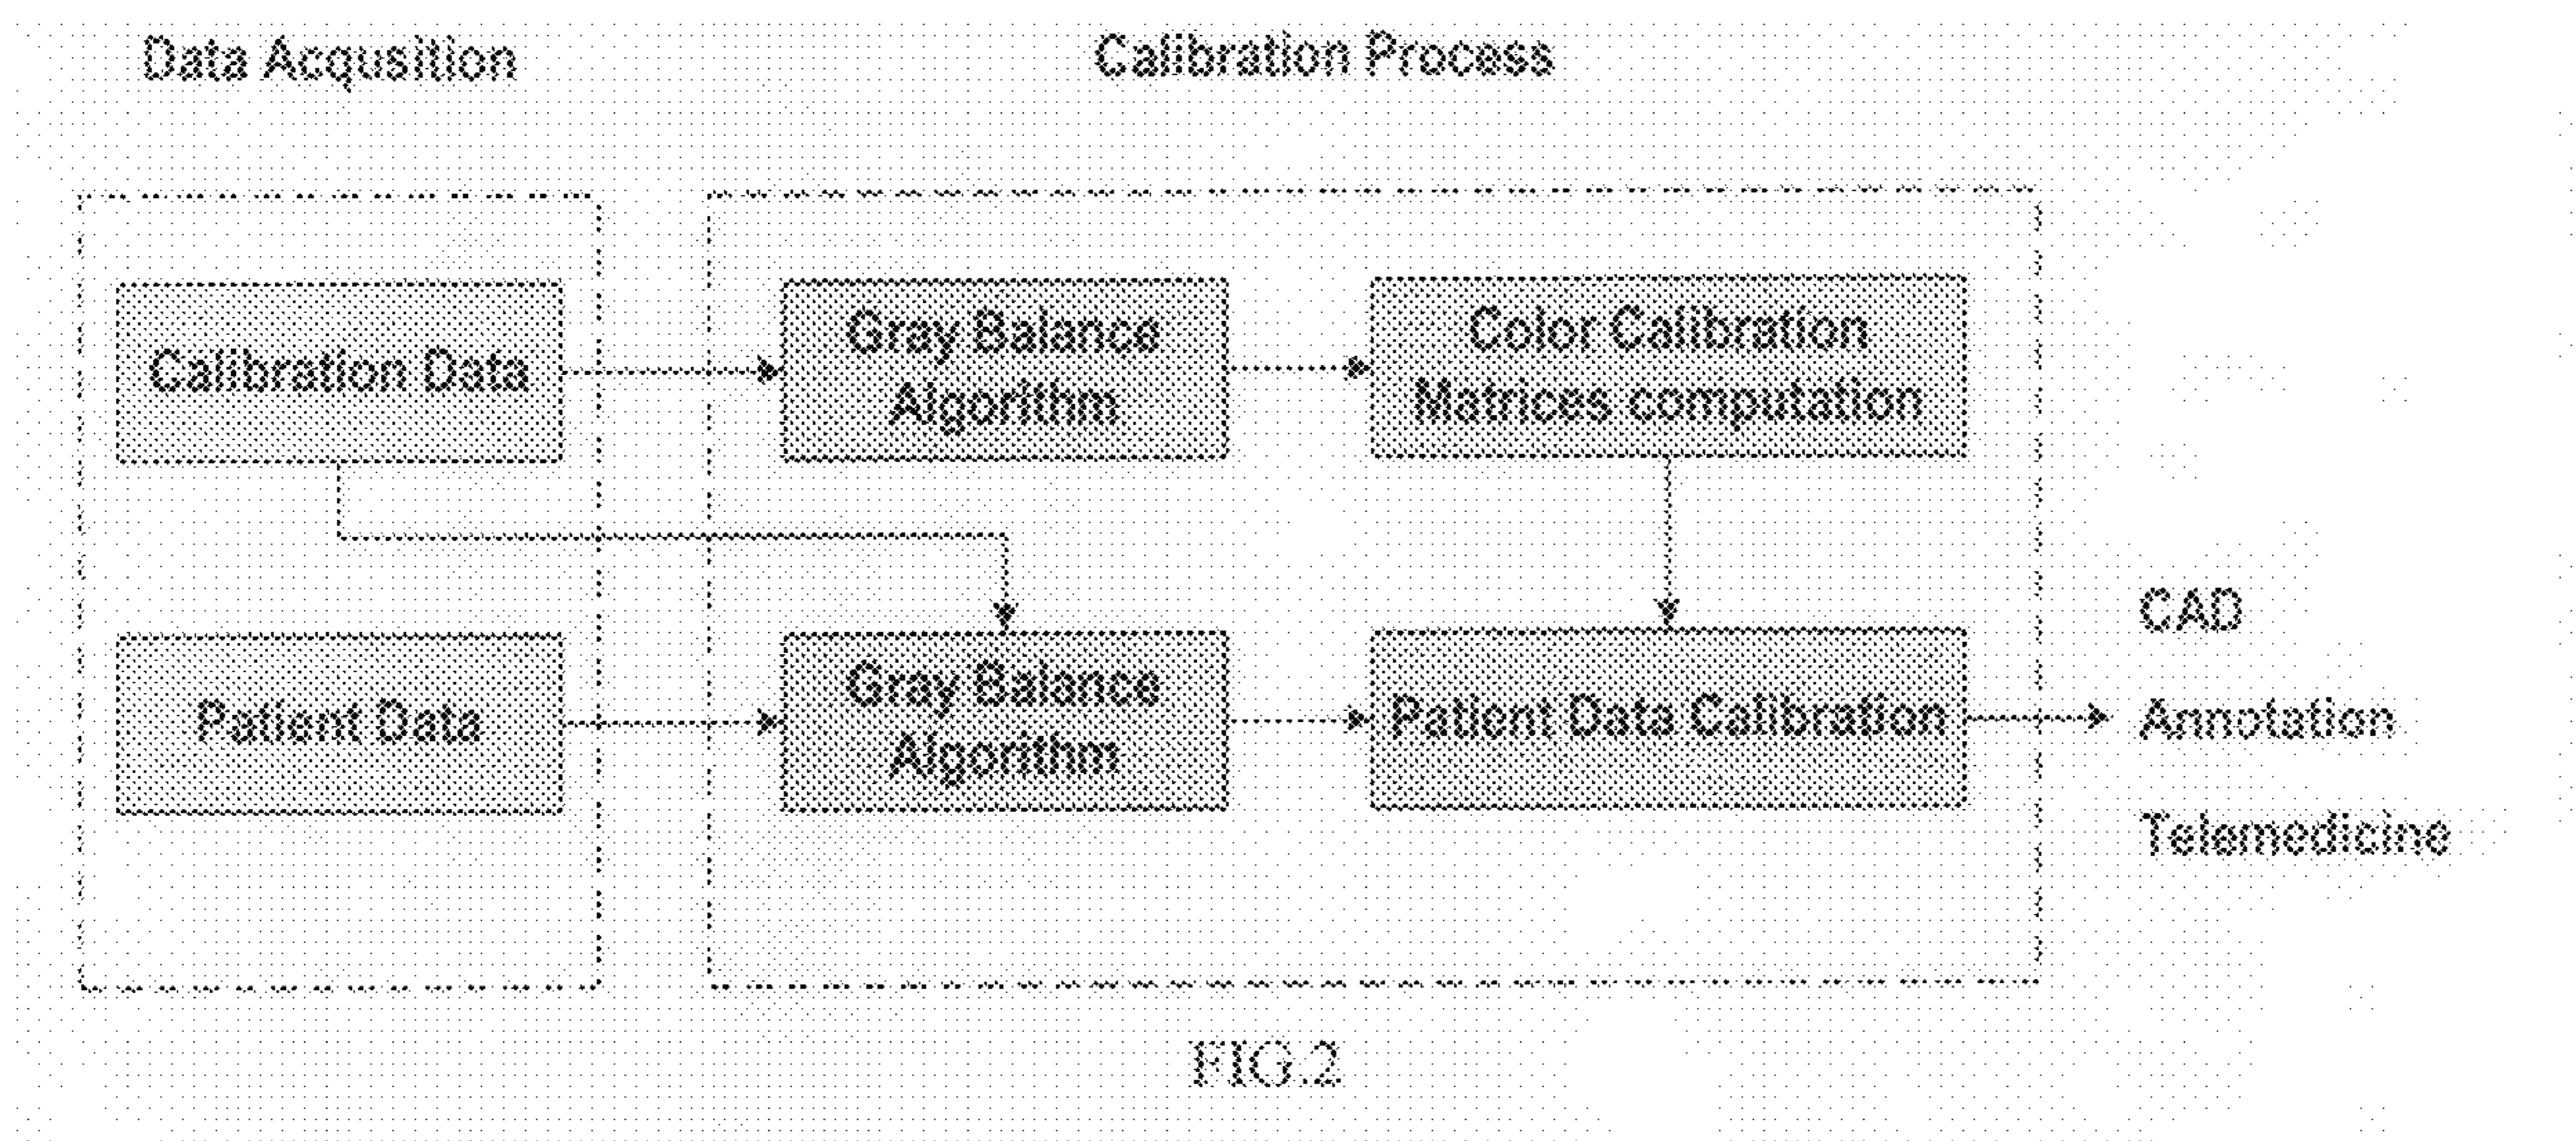 Data Acqusition
Calibration Process
Calibration Data
Gray Balance
Algorithm
Color Calibration
Matrices computation
Patient Data
Gray Balance
Algorithm
Patient Data Calibration
CAD
Annotation
Telemedicine
FIG.2